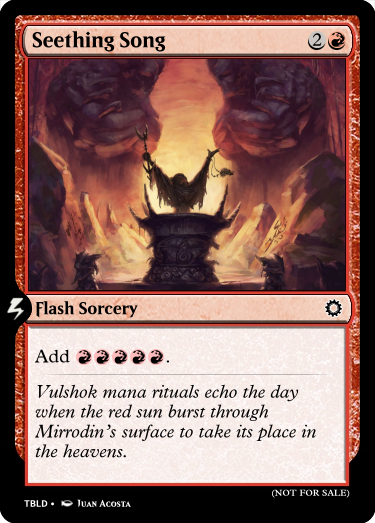 Seething Song 2
Flash Sorcery
Add
.
Vulshok mana rituals echo the day
when the red sun burst through
Mirrodin's surface to take its place in
the heavens.
(NOT FOR SALE)
TBLD • Juan Acosta